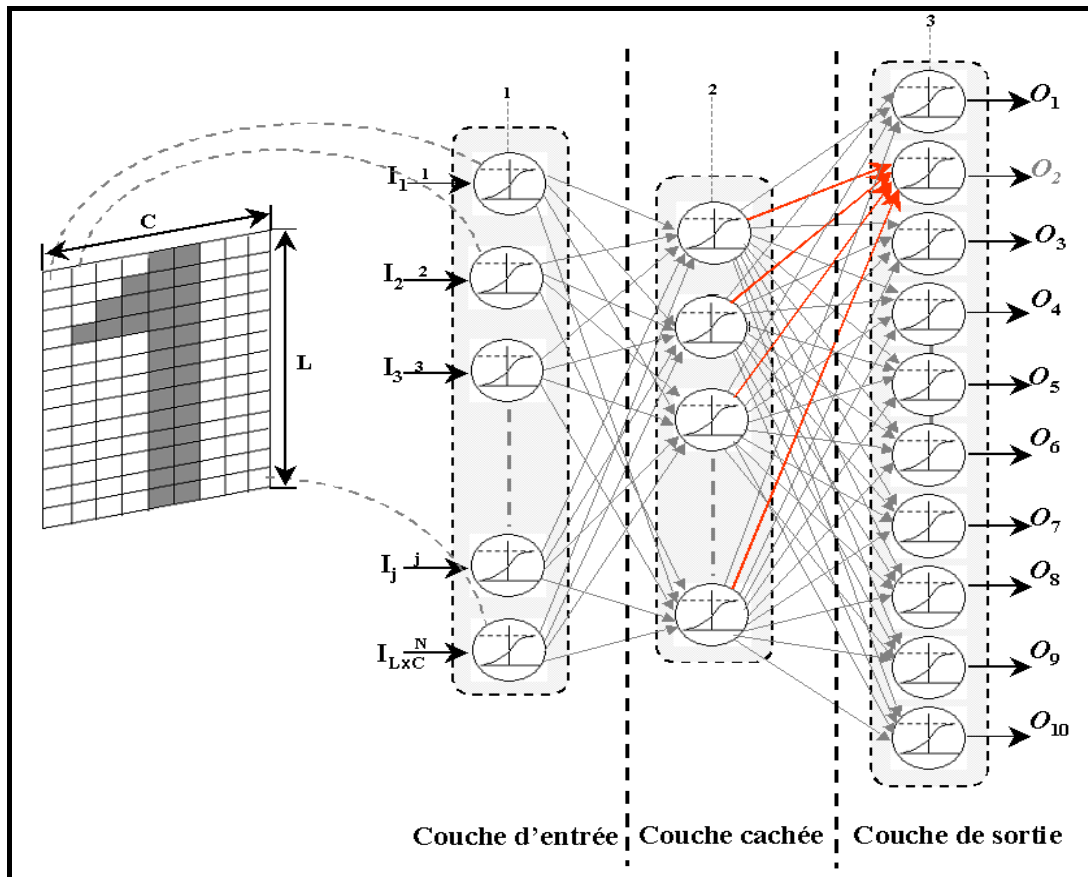 C
L
1
I1 1
I2 2
I3 3
Ij j
ILxC N
2
3
O1
O2
O3
O4
O5
O6
O7
O8
O9
O10
Couche d'entrée
Couche cachée
Couche de sortie